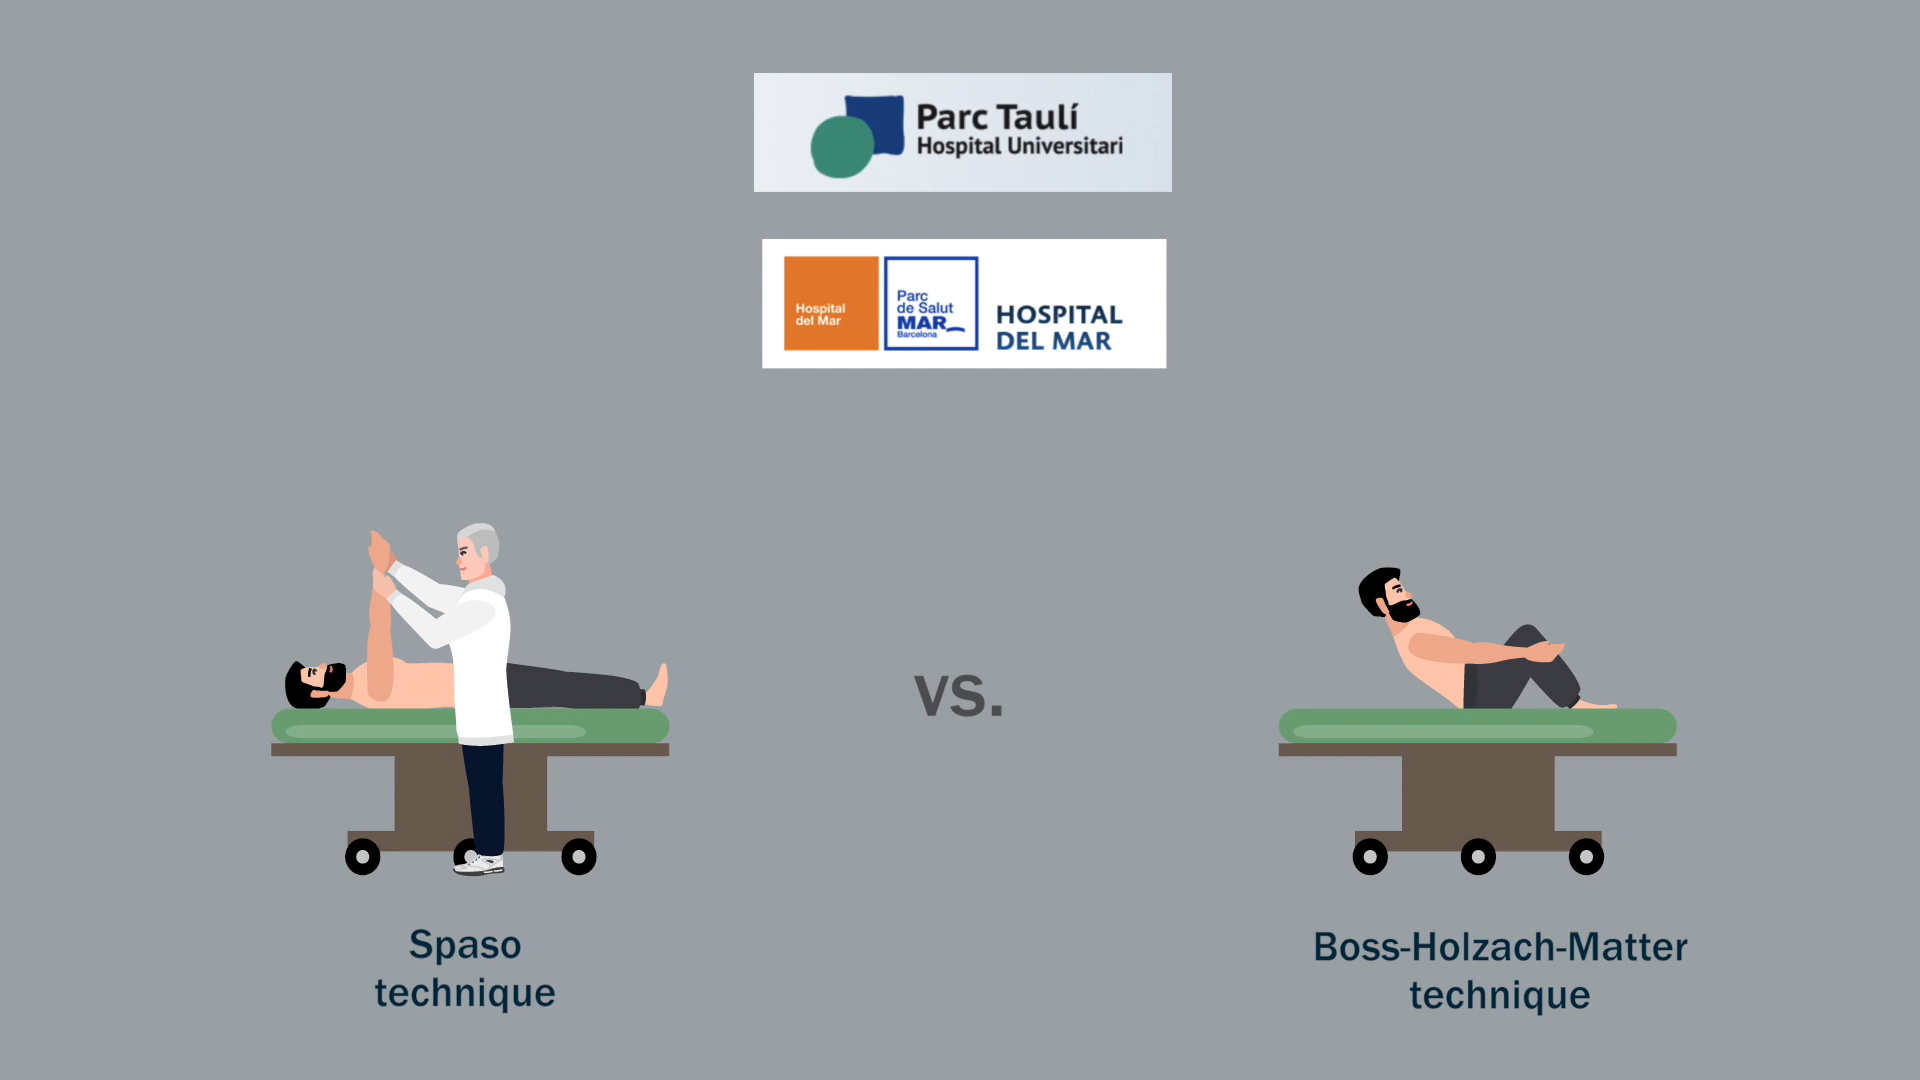 Parc Taulí
Hospital Universitari
Hospital
del Mar
Parc
de Salut
MAR
Barcelona
HOSPITAL
DEL MAR
vs.
Spaso
technique
Boss-Holzach-Matter
technique